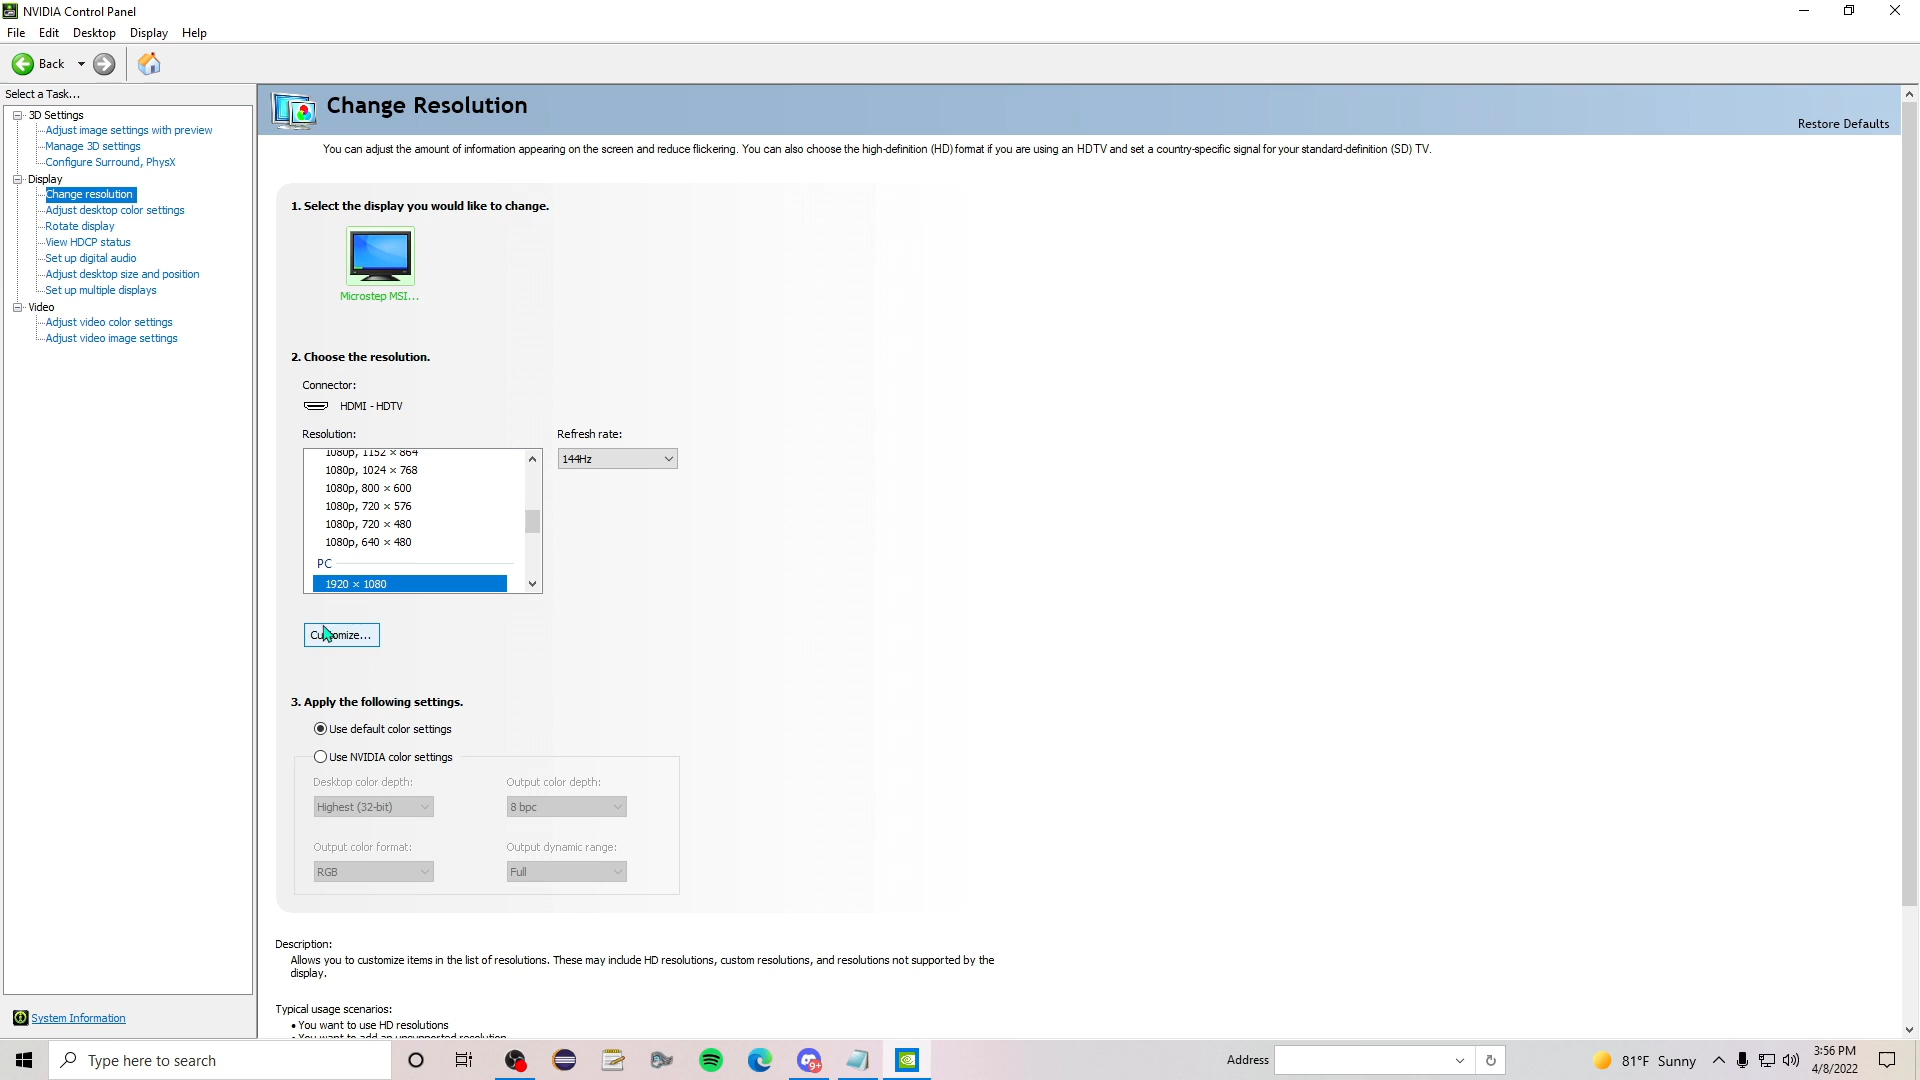 NVIDIA Control Panel
File Edit Desktop Display Help
Back
Select a Task...
3D Settings
Adjust image settings with preview
Manage 3D settings
Configure Surround, PhysX
Display
Change resolution
Adjust desktop color settings
Rotate display
View HDCP status
Set up digital audio
Adjust desktop size and position
Set up multiple displays
Video
Adjust video color settings
Adjust video image settings
System Information
Change Resolution
Restore Defaults
You can adjust the amount of information appearing on the screen and reduce flickering. You can also choose the high-definition (HD) format if you are using an HDTV and set a country-specific signal for your standard-definition (SD) TV.
1. Select the display you would like to change.
Microstep MSI...
2. Choose the resolution.
Connector:
HDMI - HDTV
Resolution: Refresh rate:
144Hz
1080p, 1152 × 864
1080p, 1024 × 768
1080p, 800 × 600
1080p, 720 × 576
1080p, 720 × 480
1080p, 640 × 480
PC
1920 × 1080
Customize...
3. Apply the following settings.
Use default color settings
Use NVIDIA color settings
Desktop color depth: Output color depth:
Highest (32-bit) 8 bpc
Output color format: Output dynamic range:
RGB Full
Description:
Allows you to customize items in the list of resolutions. These may include HD resolutions, custom resolutions, and resolutions not supported by the
display.
Typical usage scenarios:
• You want to use HD resolutions
• You want to add an unsupported resolution
Type here to search
9+
Address
81°F Sunny
3:56 PM
4/8/2022